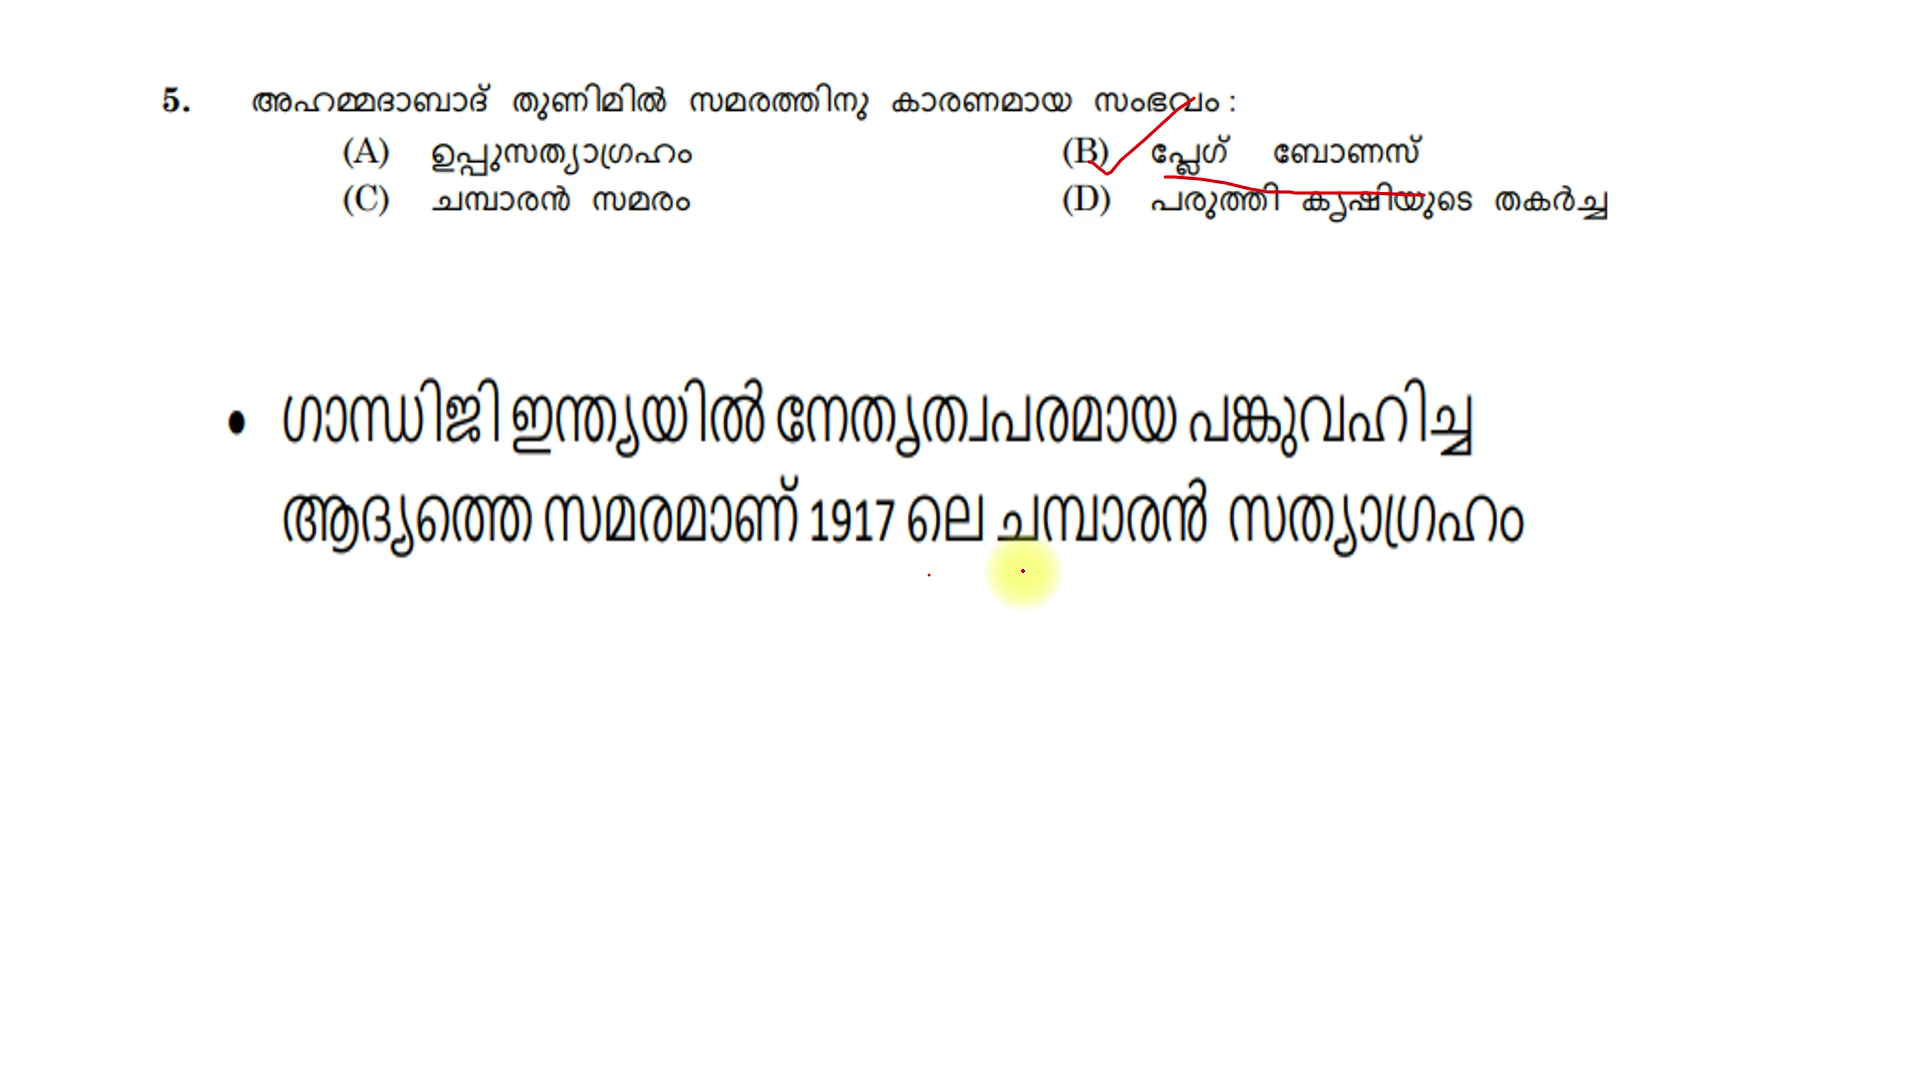 5. അഹമ്മദാബാദ് തുണിമിൽ സമരത്തിനു കാരണമായ സംഭവം :
(A) ഉപ്പുസത്യാഗ്രഹം (B) പ്ലേഗ് ബോണസ്
(C) ചമ്പാരൻ സമരം (D) പരുത്തി കൃഷിയുടെ തകർച്ച
• ഗാന്ധിജി ഇന്ത്യയിൽ നേതൃത്വപരമായ പങ്കുവഹിച്ച
ആദ്യത്തെ സമരമാണ് 1917 ലെ ചമ്പാരൻ സത്യാഗ്രഹം